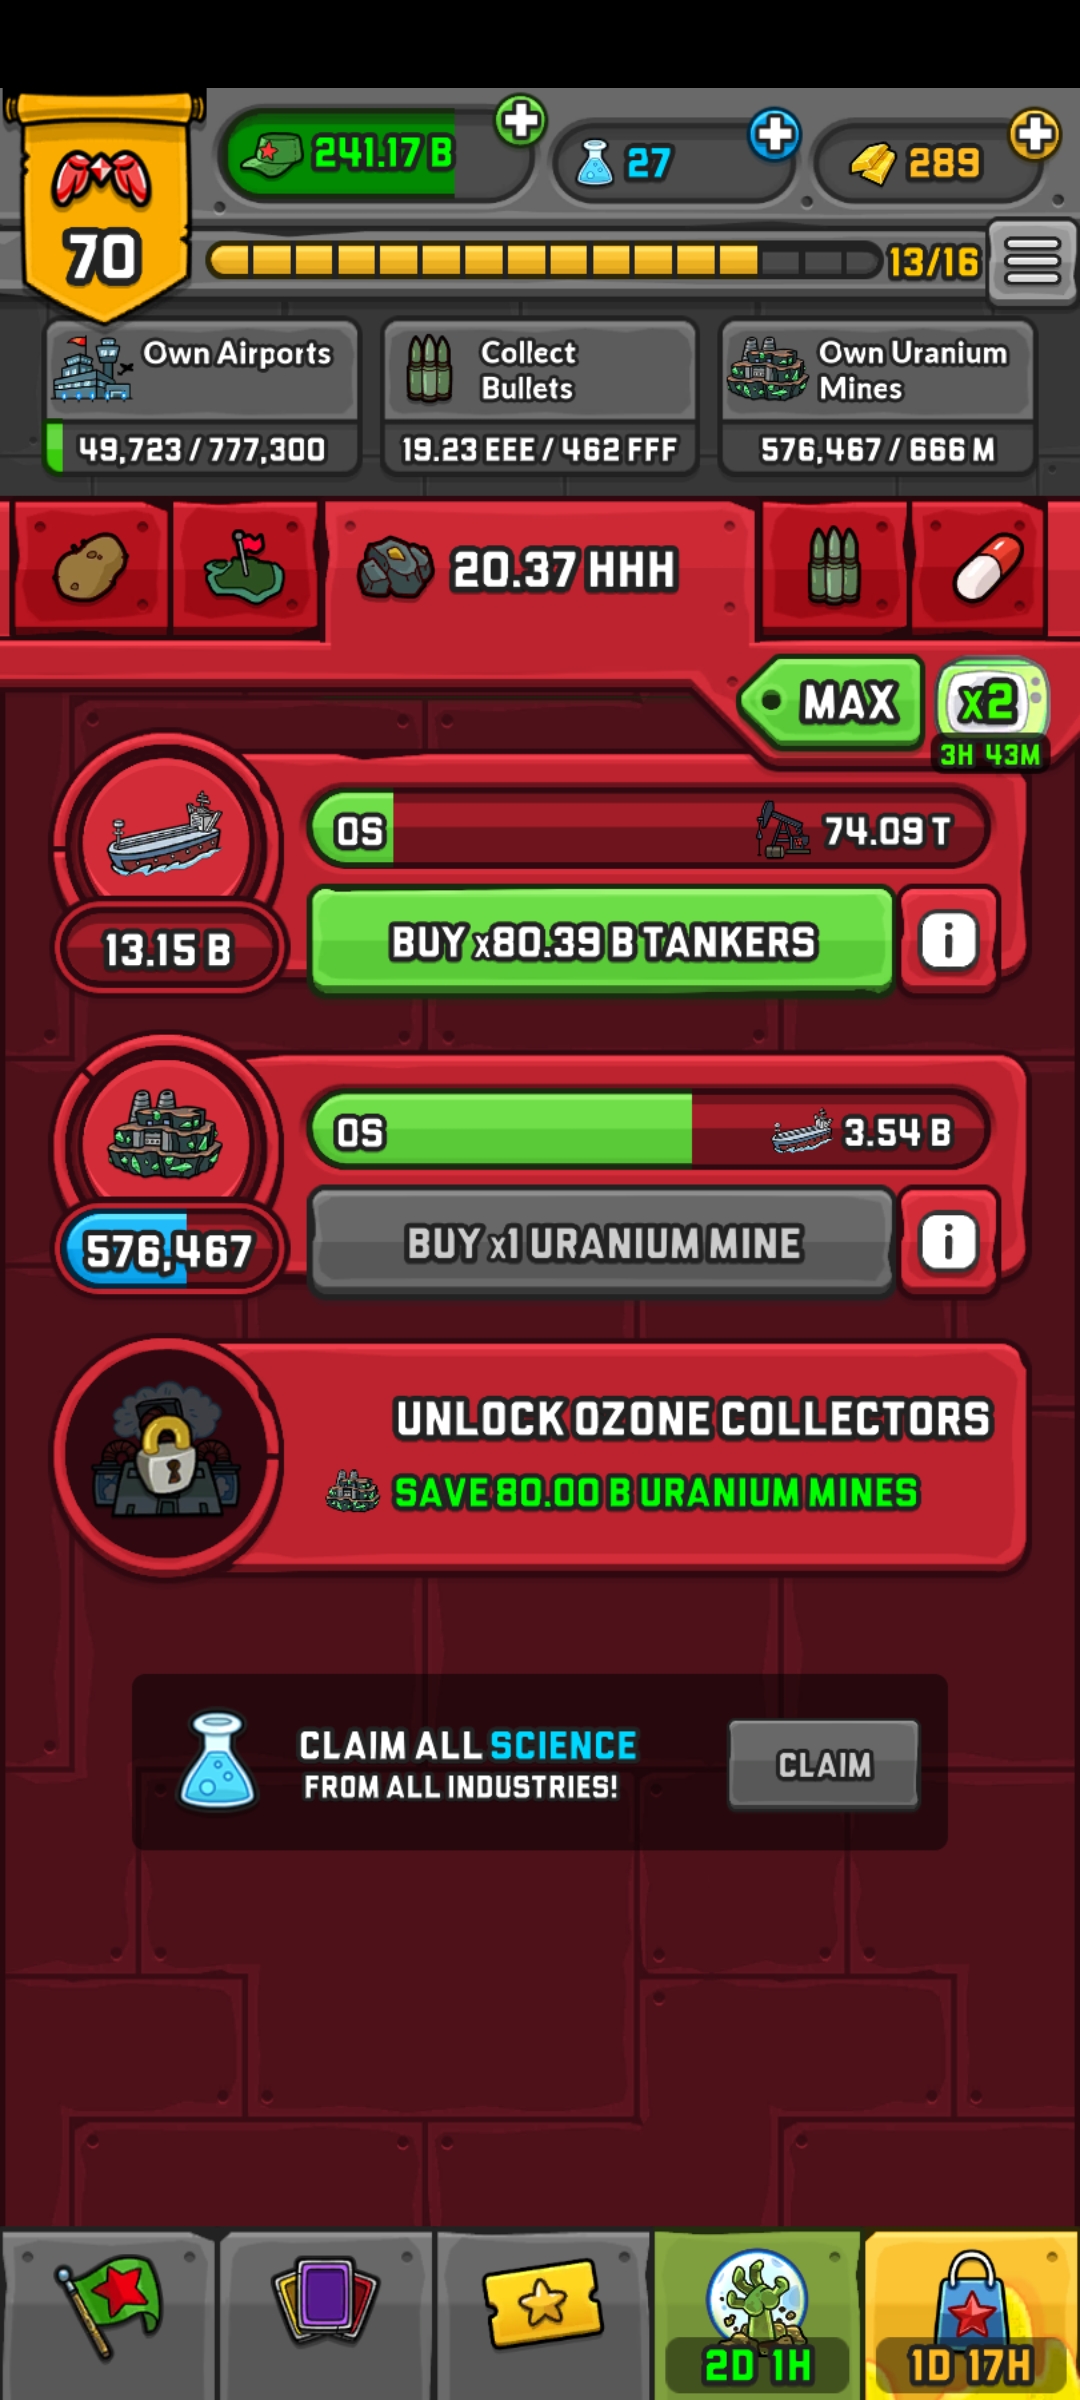 241.17 B
27
289
70
13/16
Own Airports
49,723 / 777,300
Collect
Bullets
19.23 EEE / 462 FFF
Own Uranium
Mines
576,467 / 666 M
20.37 HHH
MAX
x2
3H 43M
0S
74.09 T
13.15 B
BUY x80.39 B TANKERS
i
0S
3.54 B
576,467
BUY x1 URANIUM MINE
i
UNLOCK OZONE COLLECTORS
SAVE 80.00 B URANIUM MINES
CLAIM ALL SCIENCE
FROM ALL INDUSTRIES!
CLAIM
2D 1H
1D 17H